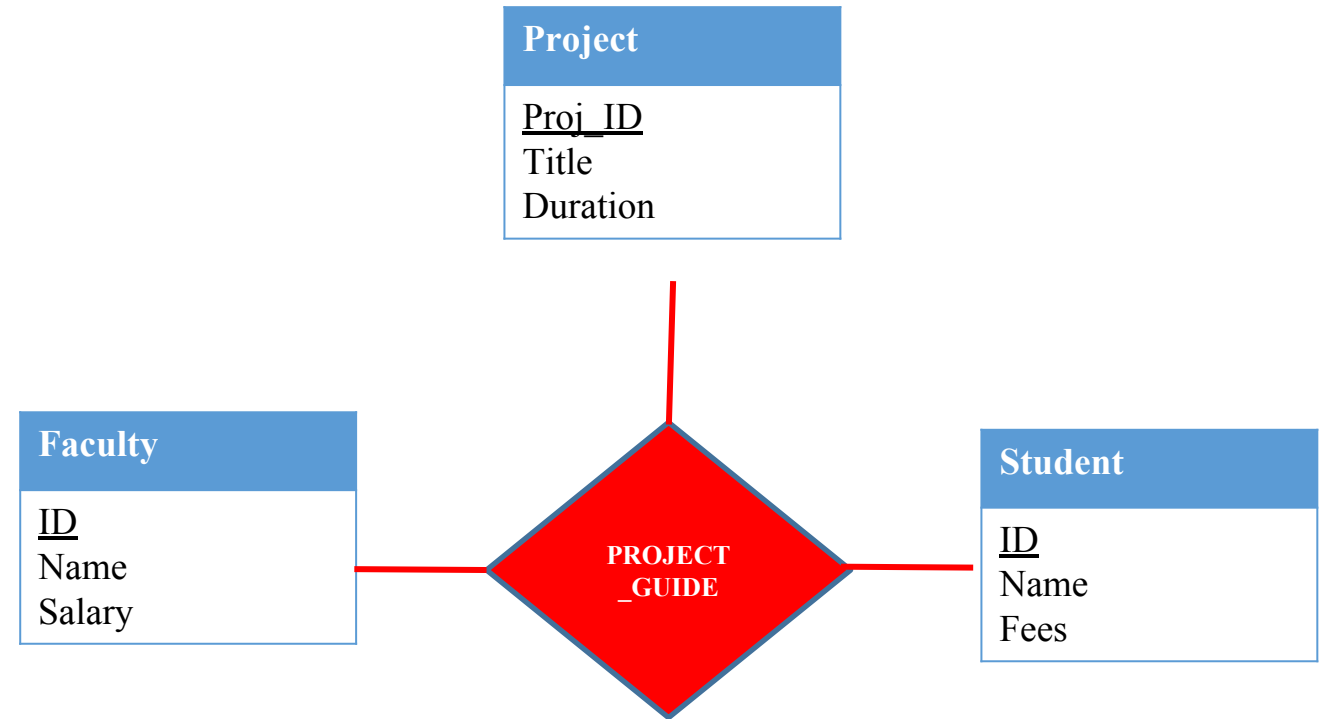 Project
Proj_ID
Title
Duration
Faculty
ID
Name
Salary
PROJECT
_GUIDE
Student
ID
Name
Fees